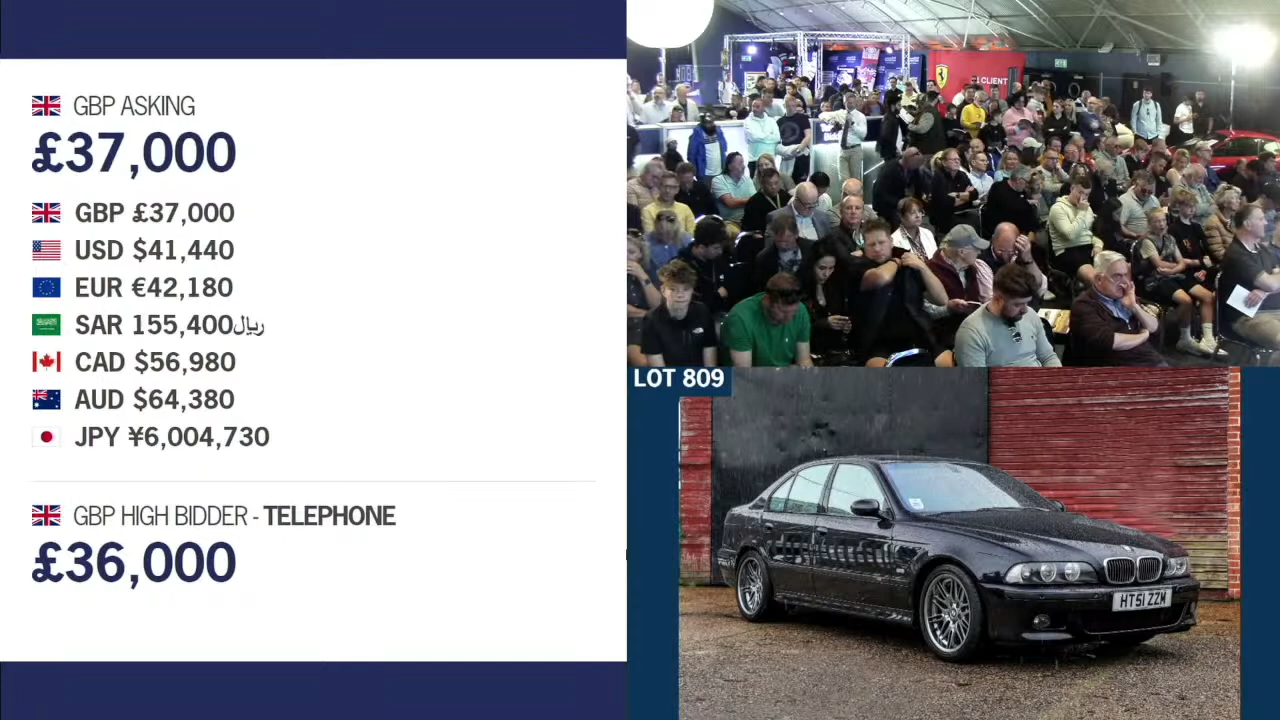 GBP ASKING
£37,000
GBP £37,000
USD $41,440
EUR €42,180
SAR 155,400ريال
CAD $56,980
AUD $64,380
JPY ¥6,004,730
GBP HIGH BIDDER - TELEPHONE
£36,000
CLIENT
LOT 809
HT51 ZZM